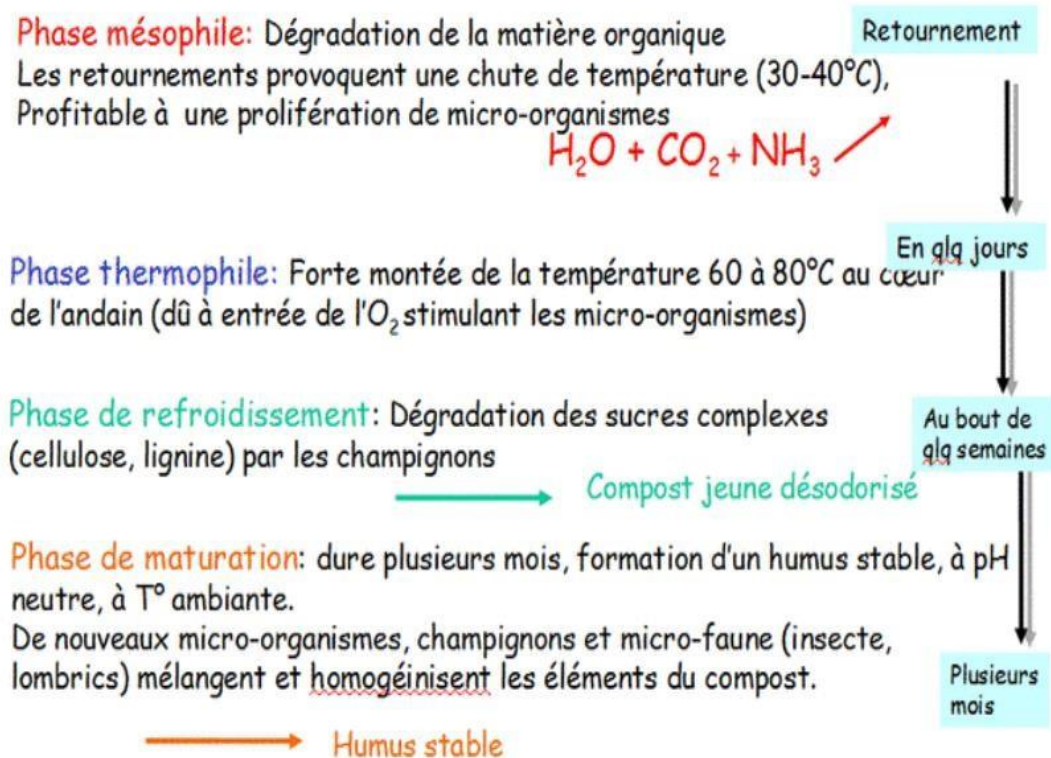 Phase mésophile: Dégradation de la matière organique
Retournement
Les retournements provoquent une chute de température (30-40°C),
Profitable à une prolifération de micro-organismes
H₂O + CO₂ + NH₃
En qlq jours
Phase thermophile: Forte montée de la température 60 à 80°C au cœur
de l'andain (dû à entrée de l'O₂ stimulant les micro-organismes)
Phase de refroidissement: Dégradation des sucres complexes
(cellulose, lignine) par les champignons
Au bout de
qlq semaines
Compost jeune désodorisé
Phase de maturation: dure plusieurs mois, formation d'un humus stable, à pH
neutre, à T° ambiante.
De nouveaux micro-organismes, champignons et micro-faune (insecte,
lombrics) mélangent et homogéinisent les éléments du compost.
Plusieurs
mois
Humus stable